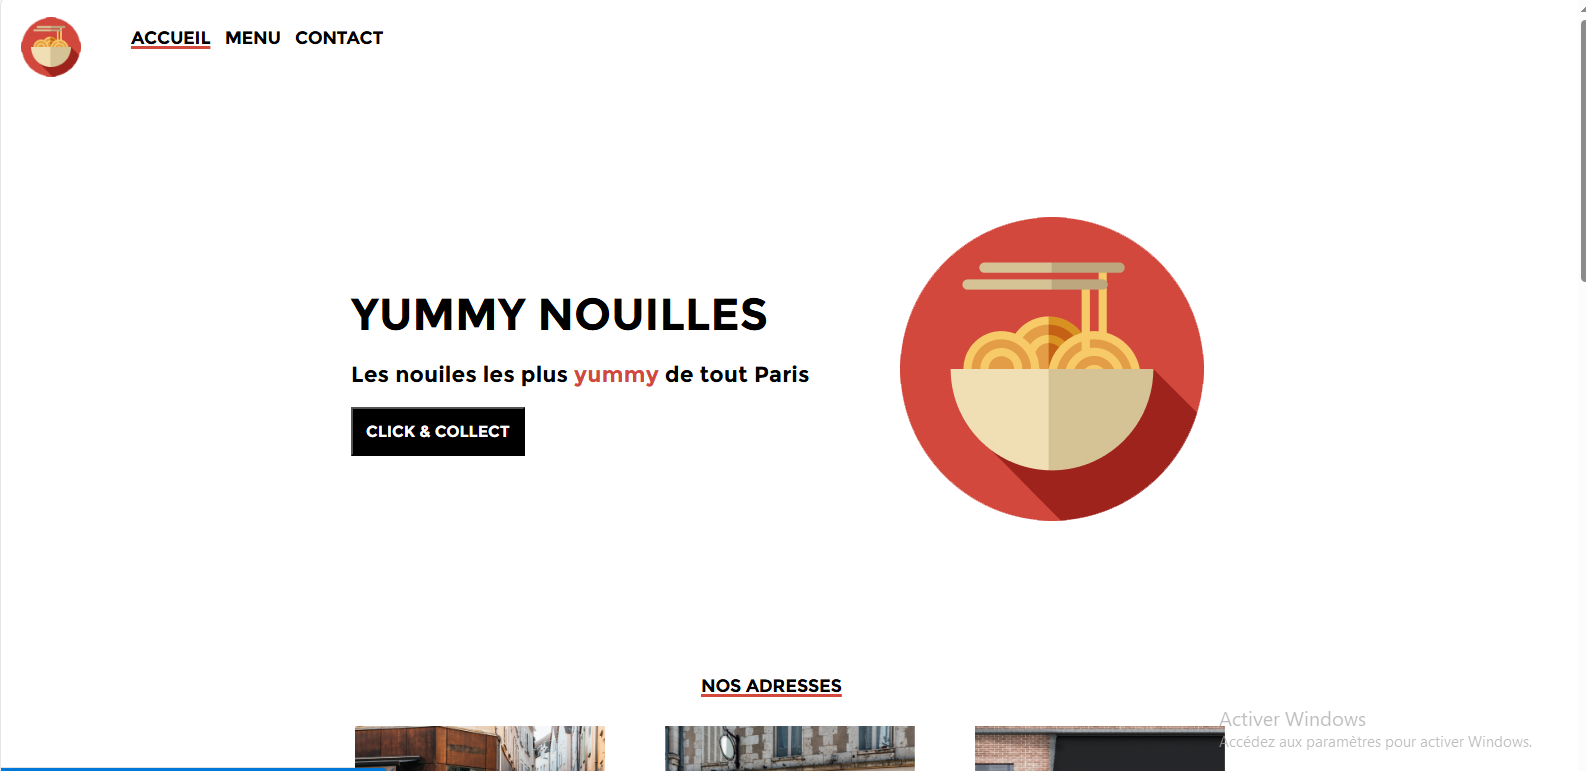 ACCUEIL MENU CONTACT
YUMMY NOUILLES
Les nouiles les plus yummy de tout Paris
CLICK & COLLECT
NOS ADRESSES
Activer Windows
Accédez aux paramètres pour activer Windows.